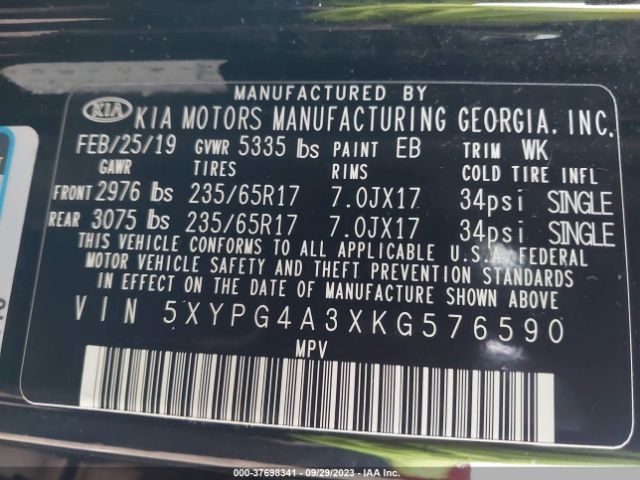 MANUFACTURED BY
KIA KIA MOTORS MANUFACTURING GEORGIA, INC.
FEB/25/19 GVWR 5335 lbs PAINT EB TRIM WK
GAWR TIRES RIMS COLD TIRE INFL
FRONT 2976 lbs 235/65R17 7.0JX17 34psi SINGLE
REAR 3075 lbs 235/65R17 7.0JX17 34psi SINGLE
THIS VEHICLE CONFORMS TO ALL APPLICABLE U.S.A. FEDERAL
MOTOR VEHICLE SAFETY AND THEFT PREVENTION STANDARDS
IN EFFECT ON THE DATE OF MANUFACTURE SHOWN ABOVE.
VIN 5XYPG4A3XKG576590
MPV
000-37698341 - 09/29/2023 - IAA Inc.